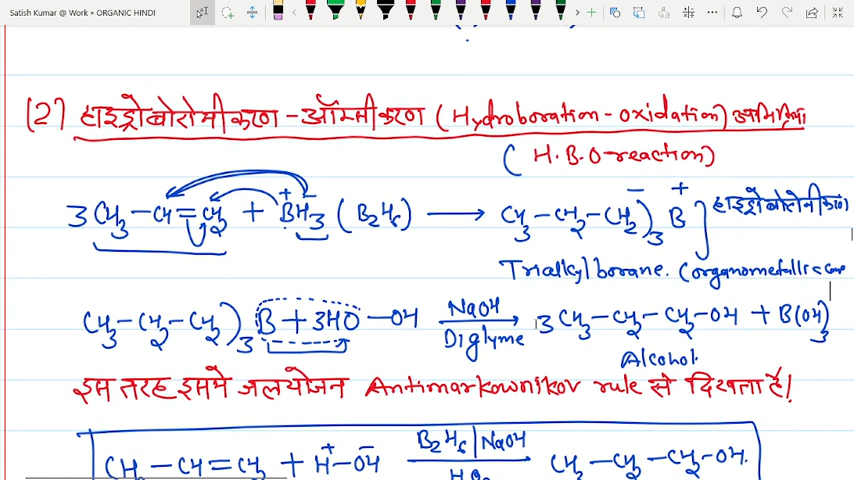 Satish Kumar @ Work » ORGANIC HINDI
(2) हाइड्रोबोरोनीकरण - ऑक्सीकरण (Hydroboration - oxidation) अभिक्रिया
( H.B.O-reaction)
3CH3 – CH = CH2 + BH3 (B2H6) ⟶ CH3–CH2–CH2)3 B ] हाइड्रोबोरोनीकरण
Trialkyl borane. (organometallic
CH3–CH2–CH2)3 B + 3HO–OH NaOH Diglyme ⟶ 3CH3–CH2–CH2–OH + B(OH)3
Alcohol.
इस तरह इसमे जलयोजन Antimarkownikov rule से दिखता है।
CH3 – CH = CH2 + H+–OH− B2H6 | NaOH ⟶ CH3–CH2–CH2–OH.